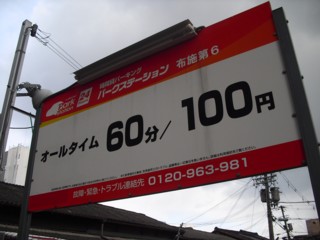 24
時間貸パーキング
パークステーション 布施第6
オールタイム 60分/ 100円
故障・緊急・トラブル連絡先 0120-963-981